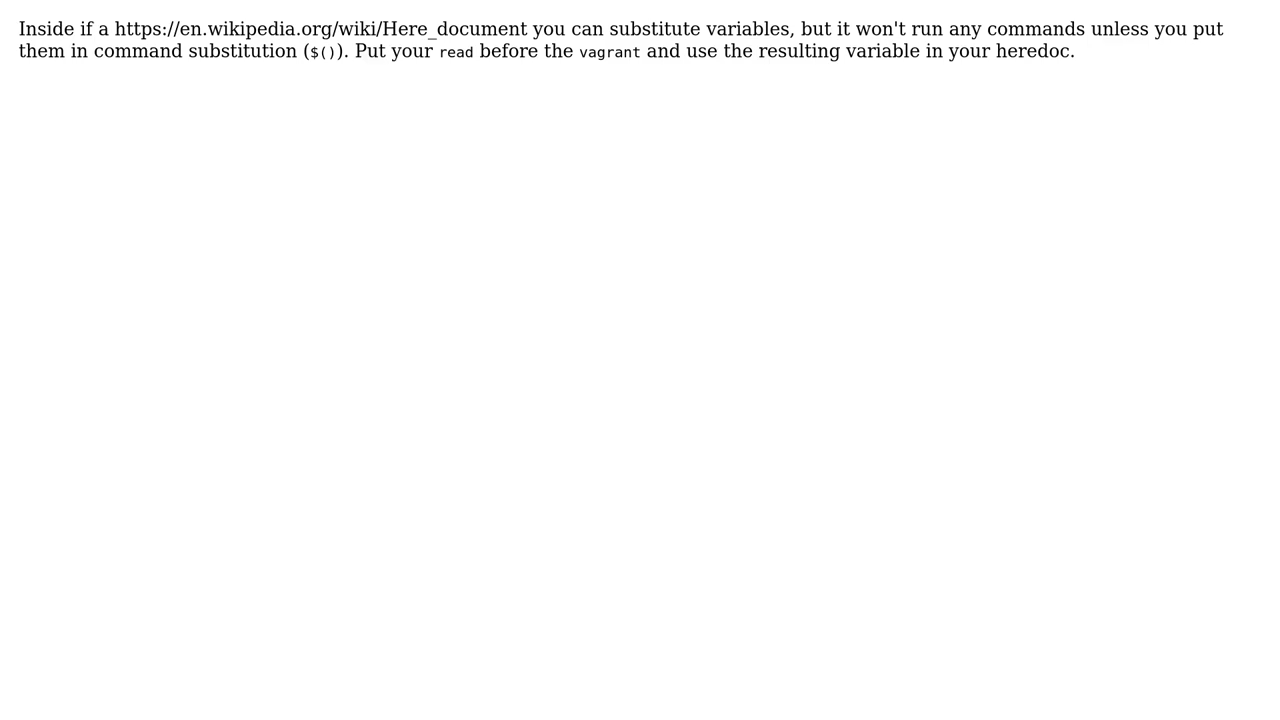 Inside if a https://en.wikipedia.org/wiki/Here_document you can substitute variables, but it won't run any commands unless you put
them in command substitution ($()). Put your read before the vagrant and use the resulting variable in your heredoc.